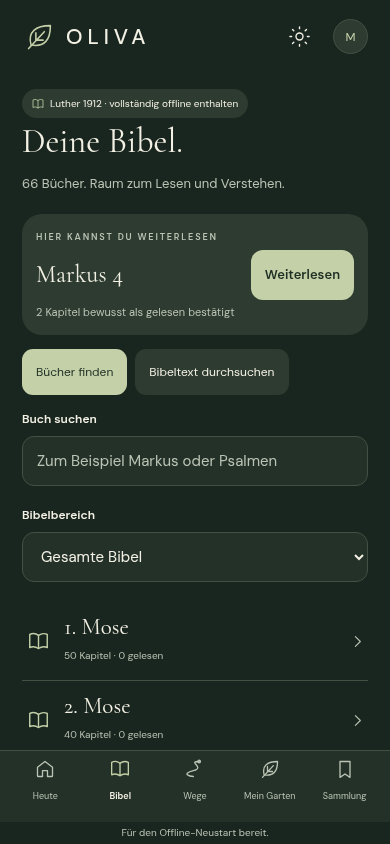 OLIVA
M
Luther 1912 · vollständig offline enthalten
Deine Bibel.
66 Bücher. Raum zum Lesen und Verstehen.
HIER KANNST DU WEITERLESEN
Markus 4
Weiterlesen
2 Kapitel bewusst als gelesen bestätigt
Bücher finden
Bibeltext durchsuchen
Buch suchen
Zum Beispiel Markus oder Psalmen
Bibelbereich
Gesamte Bibel
1. Mose
50 Kapitel · 0 gelesen
2. Mose
40 Kapitel · 0 gelesen
Heute
Bibel
Wege
Mein Garten
Sammlung
Für den Offline-Neustart bereit.